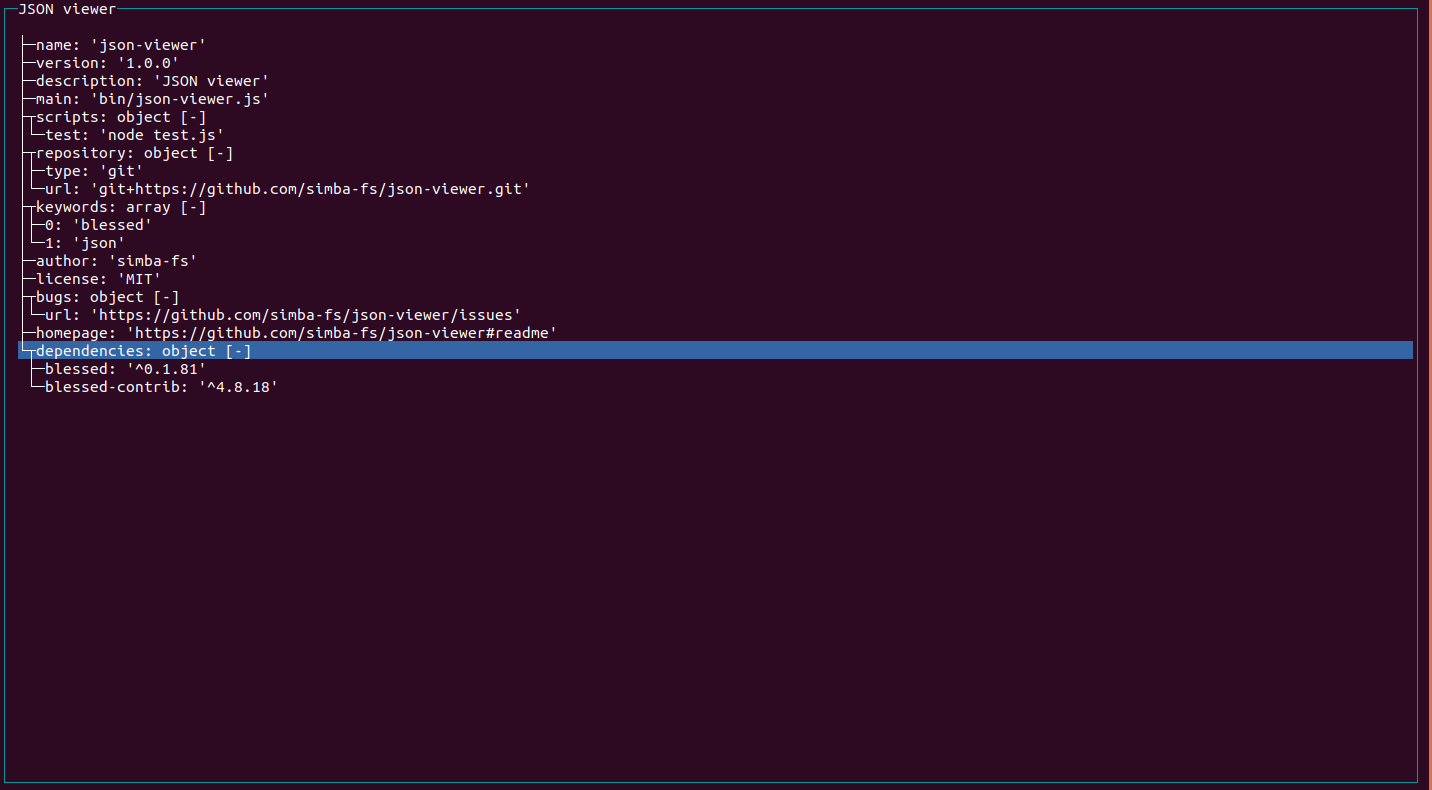 JSON viewer
name: 'json-viewer'
version: '1.0.0'
description: 'JSON viewer'
main: 'bin/json-viewer.js'
scripts: object [-]
test: 'node test.js'
repository: object [-]
type: 'git'
url: 'git+https://github.com/simba-fs/json-viewer.git'
keywords: array [-]
0: 'blessed'
1: 'json'
author: 'simba-fs'
license: 'MIT'
bugs: object [-]
url: 'https://github.com/simba-fs/json-viewer/issues'
homepage: 'https://github.com/simba-fs/json-viewer#readme'
dependencies: object [-]
blessed: '^0.1.81'
blessed-contrib: '^4.8.18'